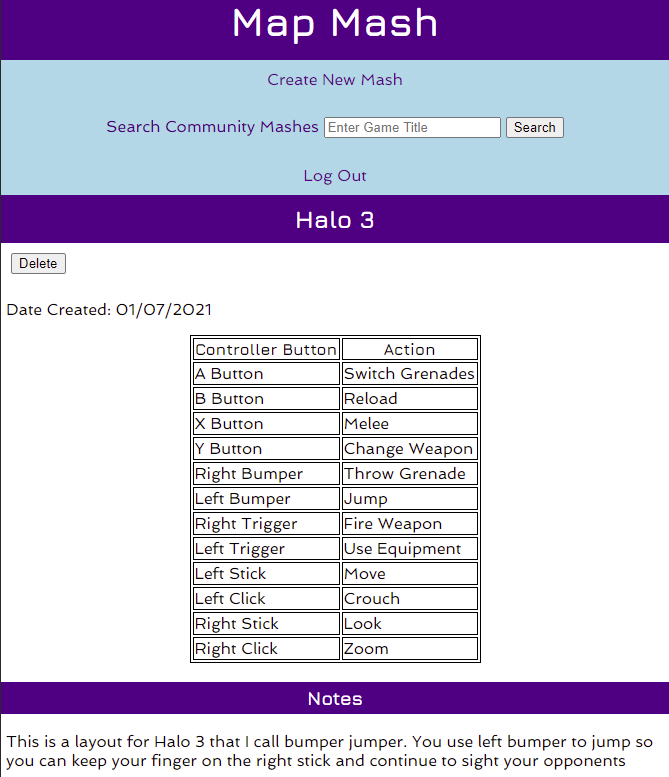 Map Mash
Create New Mash
Search Community Mashes Enter Game Title Search
Log Out
Halo 3
Delete
Date Created: 01/07/2021
Controller Button Action
A Button Switch Grenades
B Button Reload
X Button Melee
Y Button Change Weapon
Right Bumper Throw Grenade
Left Bumper Jump
Right Trigger Fire Weapon
Left Trigger Use Equipment
Left Stick Move
Left Click Crouch
Right Stick Look
Right Click Zoom
Notes
This is a layout for Halo 3 that I call bumper jumper. You use left bumper to jump so
you can keep your finger on the right stick and continue to sight your opponents